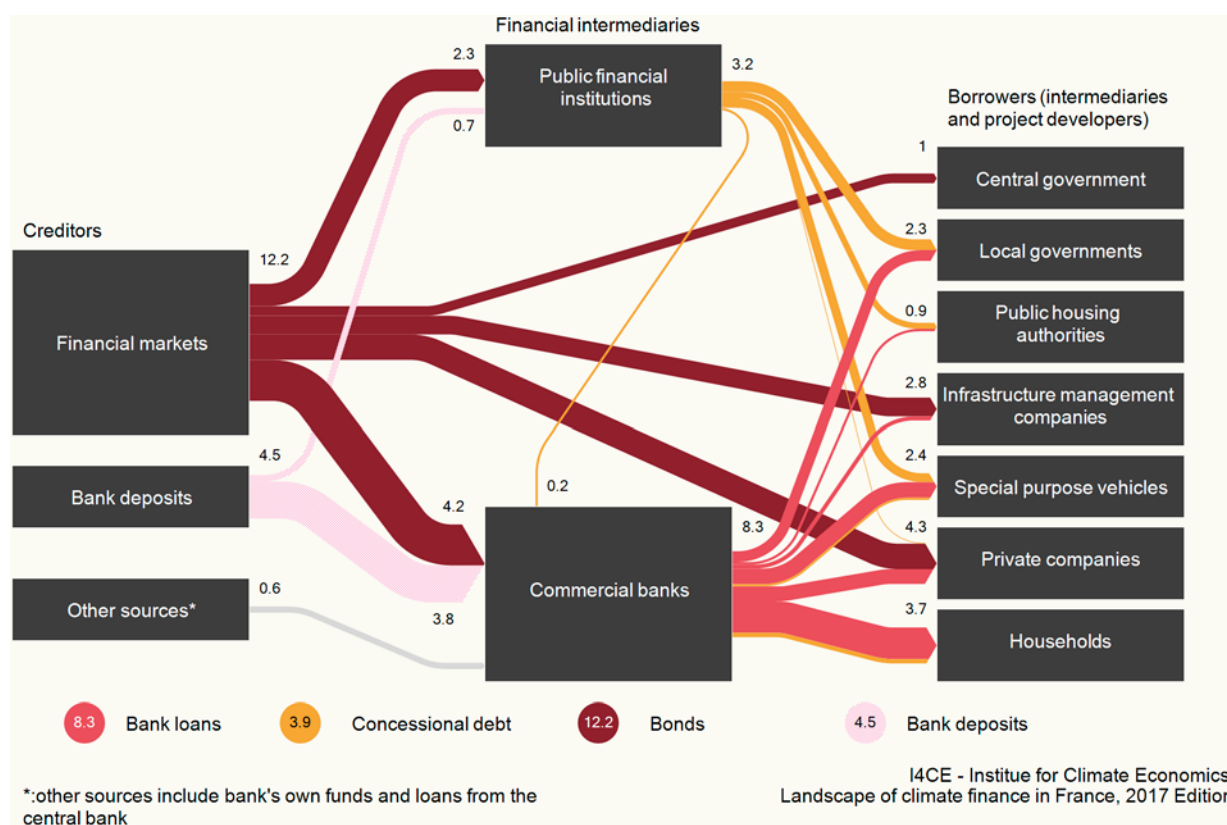 Financial intermediaries
2.3
Public financial
institutions
3.2
0.7
Borrowers (intermediaries
and project developers)
1
Central government
Creditors
12.2
2.3
Local governments
Financial markets
0.9
Public housing
authorities
2.8
Infrastructure management
companies
4.5
Bank deposits
2.4
Special purpose vehicles
0.2
4.2
8.3
4.3
Private companies
Commercial banks
0.6
Other sources*
3.8
3.7
Households
8.3 Bank loans
3.9 Concessional debt
12.2 Bonds
4.5 Bank deposits
*:other sources include bank's own funds and loans from the
central bank
I4CE - Institue for Climate Economics
Landscape of climate finance in France, 2017 Edition